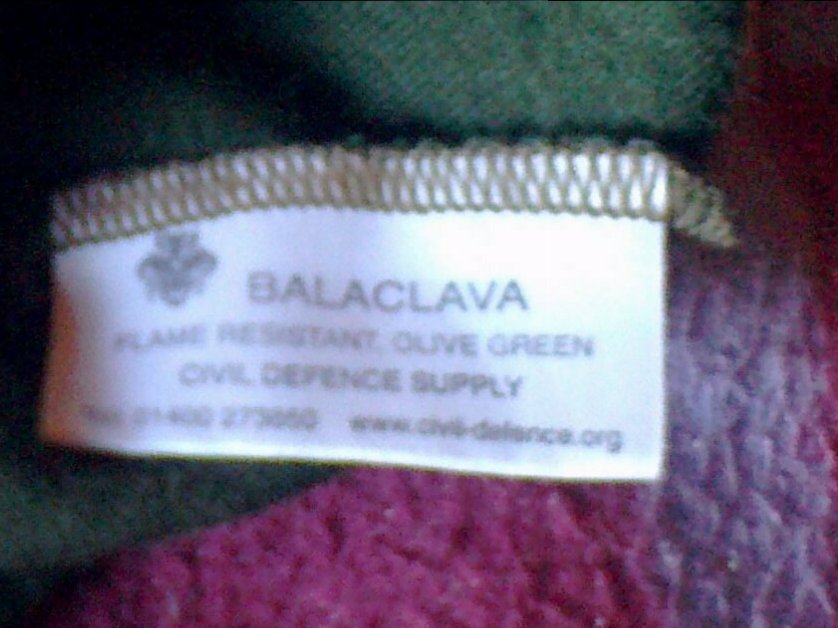 BALACLAVA
FLAME RESISTANT, OLIVE GREEN
CIVIL DEFENCE SUPPLY
www.civil-defence.org